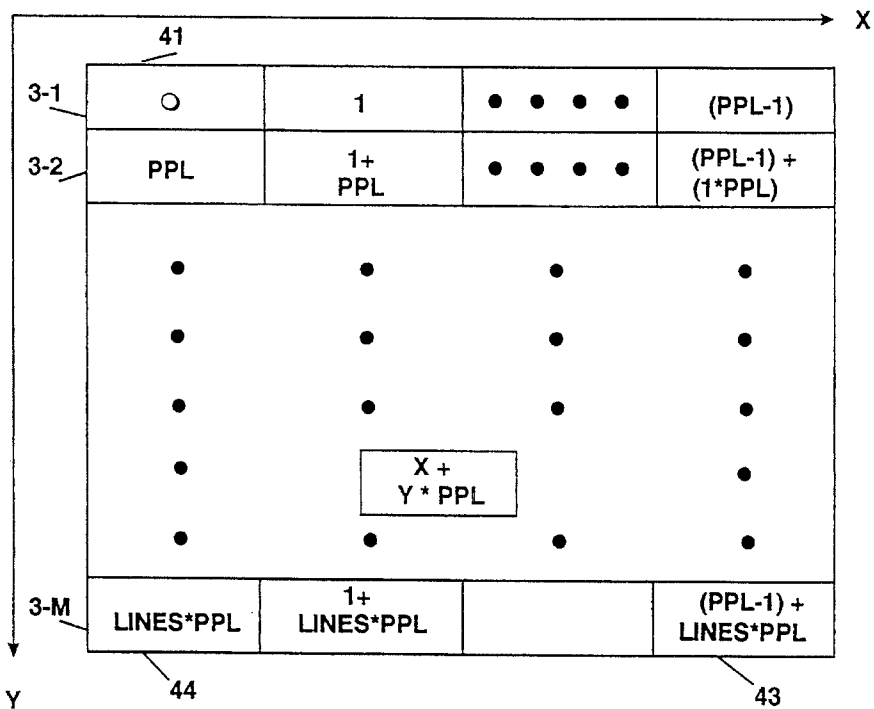 X
41
3-1
0
1
(PPL-1)
3-2
PPL
1+
PPL
(PPL-1) +
(1*PPL)
X +
Y * PPL
3-M
LINES*PPL
1+
LINES*PPL
(PPL-1) +
LINES*PPL
Y
44
43